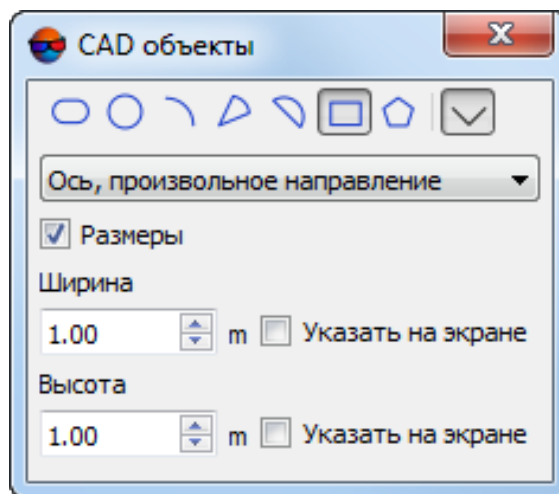 CAD объекты
Ось, произвольное направление
Размеры
Ширина
1.00 m Указать на экране
Высота
1.00 m Указать на экране